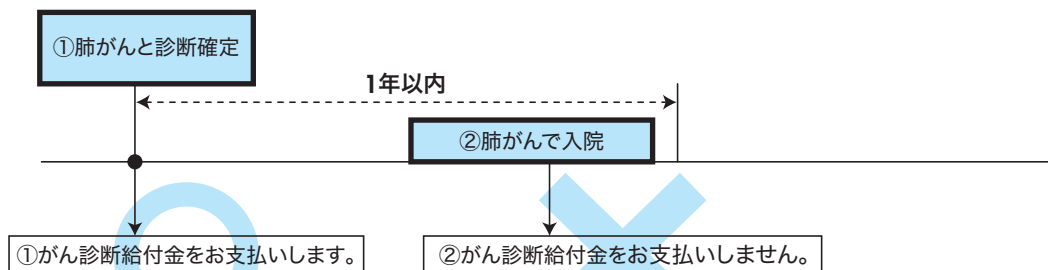 ①肺がんと診断確定
1年以内
②肺がんで入院
①がん診断給付金をお支払いします。
②がん診断給付金をお支払いしません。